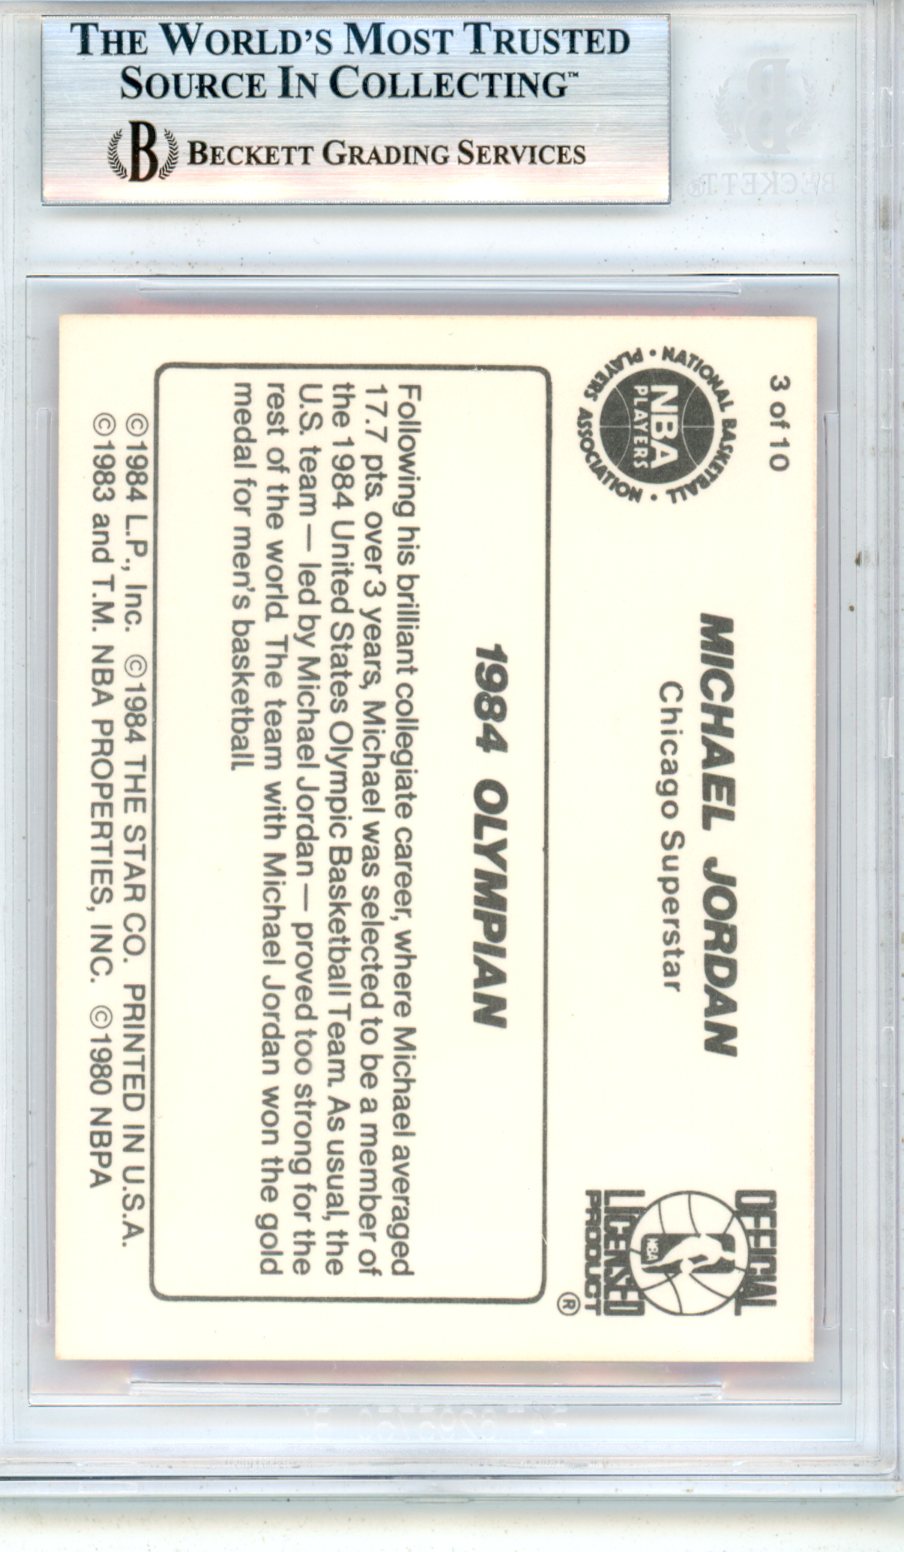 THE WORLD'S MOST TRUSTED
SOURCE IN COLLECTING™
B BECKETT GRADING SERVICES
B
BECKETT
3 of 10
NATIONAL BASKETBALL
PLAYERS ASSOCIATION
NBA
PLAYERS
MICHAEL JORDAN
Chicago Superstar
OFFICIAL
NBA
LICENSED
PRODUCT
®
1984 OLYMPIAN
Following his brilliant collegiate career, where Michael averaged
17.7 pts. over 3 years, Michael was selected to be a member of
the 1984 United States Olympic Basketball Team. As usual, the
U.S. team — led by Michael Jordan — proved too strong for the
rest of the world. The team with Michael Jordan won the gold
medal for men's basketball.
©1984 L.P., Inc. ©1984 THE STAR CO. PRINTED IN U.S.A.
©1983 and T.M. NBA PROPERTIES, INC. ©1980 NBPA